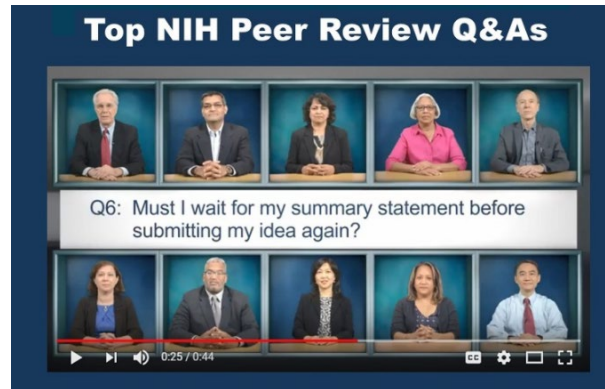 Top NIH Peer Review Q&As
Q6: Must I wait for my summary statement before
submitting my idea again?
0:25 / 0:44
CC